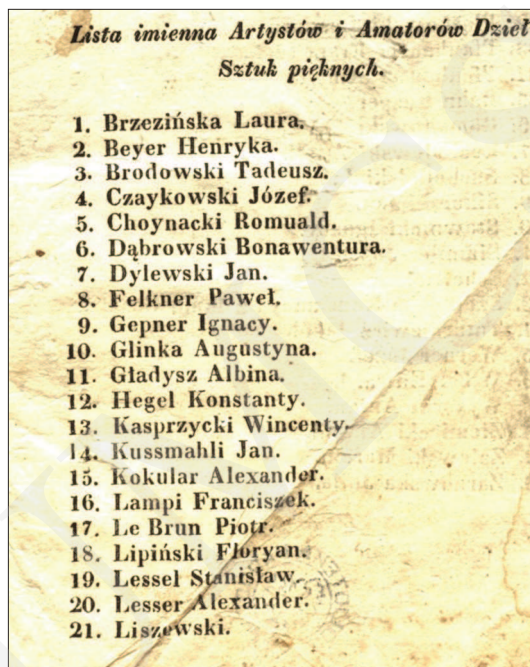 Lista imienna Artystów i Amatorów Dzieł
Sztuk pięknych.
1. Brzezińska Laura.
2. Beyer Henryka.
3. Brodowski Tadeusz.
4. Czaykowski Józef.
5. Choynacki Romuald.
6. Dąbrowski Bonawentura.
7. Dylewski Jan.
8. Felkner Paweł.
9. Gepner Ignacy.
10. Glinka Augustyna.
11. Gładysz Albina.
12. Hegel Konstanty.
13. Kasprzycki Wincenty.
14. Kussmahli Jan.
15. Kokular Alexander.
16. Lampi Franciszek.
17. Le Brun Piotr.
18. Lipiński Floryan.
19. Lessel Stanisław.
20. Lesser Alexander.
21. Liszewski.